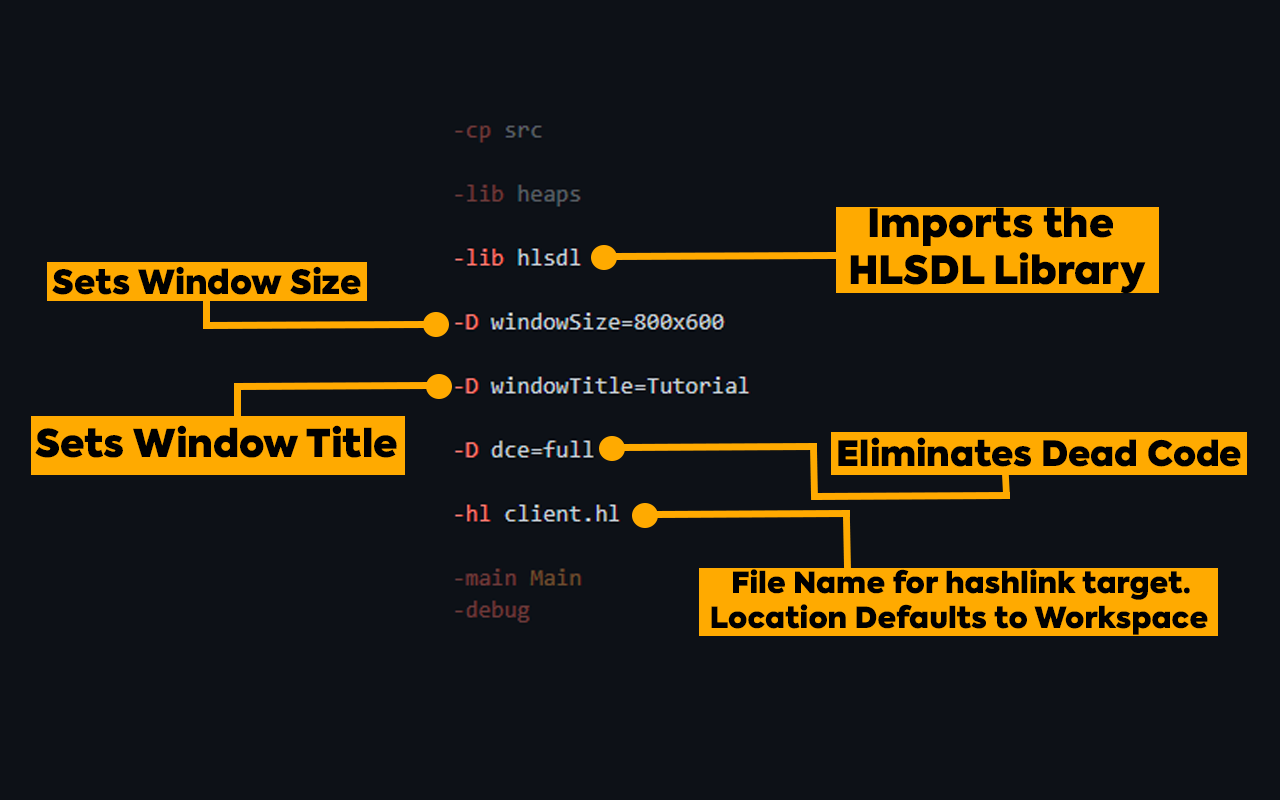 -cp src
-lib heaps
-lib hlsdl
Imports the
HLSDL Library
Sets Window Size
-D windowSize=800x600
-D windowTitle=Tutorial
Sets Window Title
-D dce=full
Eliminates Dead Code
-hl client.hl
File Name for hashlink target.
Location Defaults to Workspace
-main Main
-debug